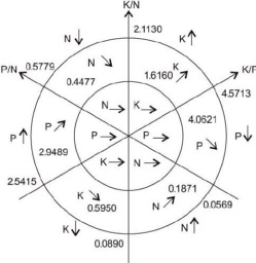 K/N
N ↓ 2.1130 K ↑
P/N 0.5779 N ↘ K ↗ K/P
0.4477 1.6160 4.5713
N → K →
P ↑ P ↗ P → P → 4.0621 P ↓
2.9489 P ↘
K → N →
2.5415 K ↘ 0.1871
0.5950 N ↗ 0.0569
K ↓ 0.0890 N ↑